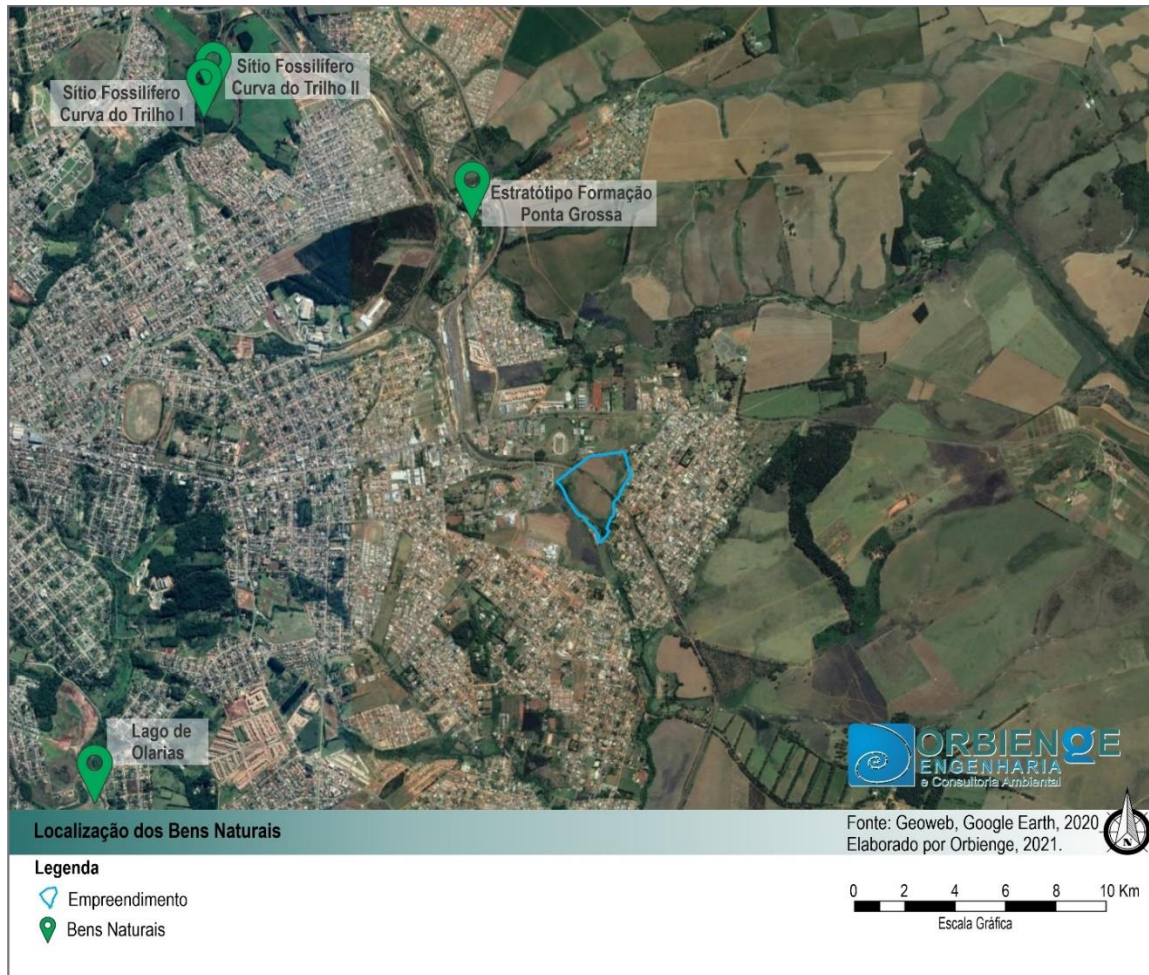 Sítio Fossilífero
Curva do Trilho II
Sítio Fossilífero
Curva do Trilho I
Estratótipo Formação
Ponta Grossa
Lago de
Olarias
ORBIENGE
ENGENHARIA
e Consultoria Ambiental
Localização dos Bens Naturais
Fonte: Geoweb, Google Earth, 2020
Elaborado por Orbienge, 2021.
N
Legenda
Empreendimento
Bens Naturais
0 2 4 6 8 10 Km
Escala Gráfica